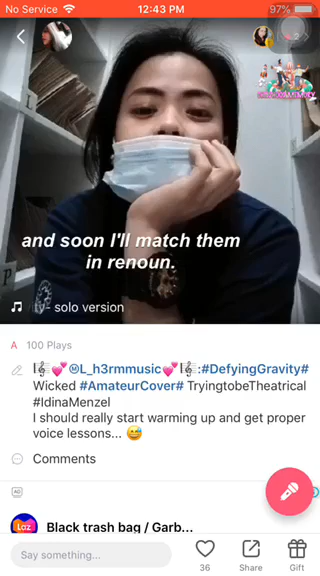 No Service
12:43 PM
97%
2
and soon I'll match them
in renoun.
- solo version
A 100 Plays
@L_h3rmmusic :#DefyingGravity#
Wicked #AmateurCover# TryingtobeTheatrical
#IdinaMenzel
I should really start warming up and get proper
voice lessons...
Comments
AD
Laz
Black trash bag / Garb...
Say something...
36
Share
Gift